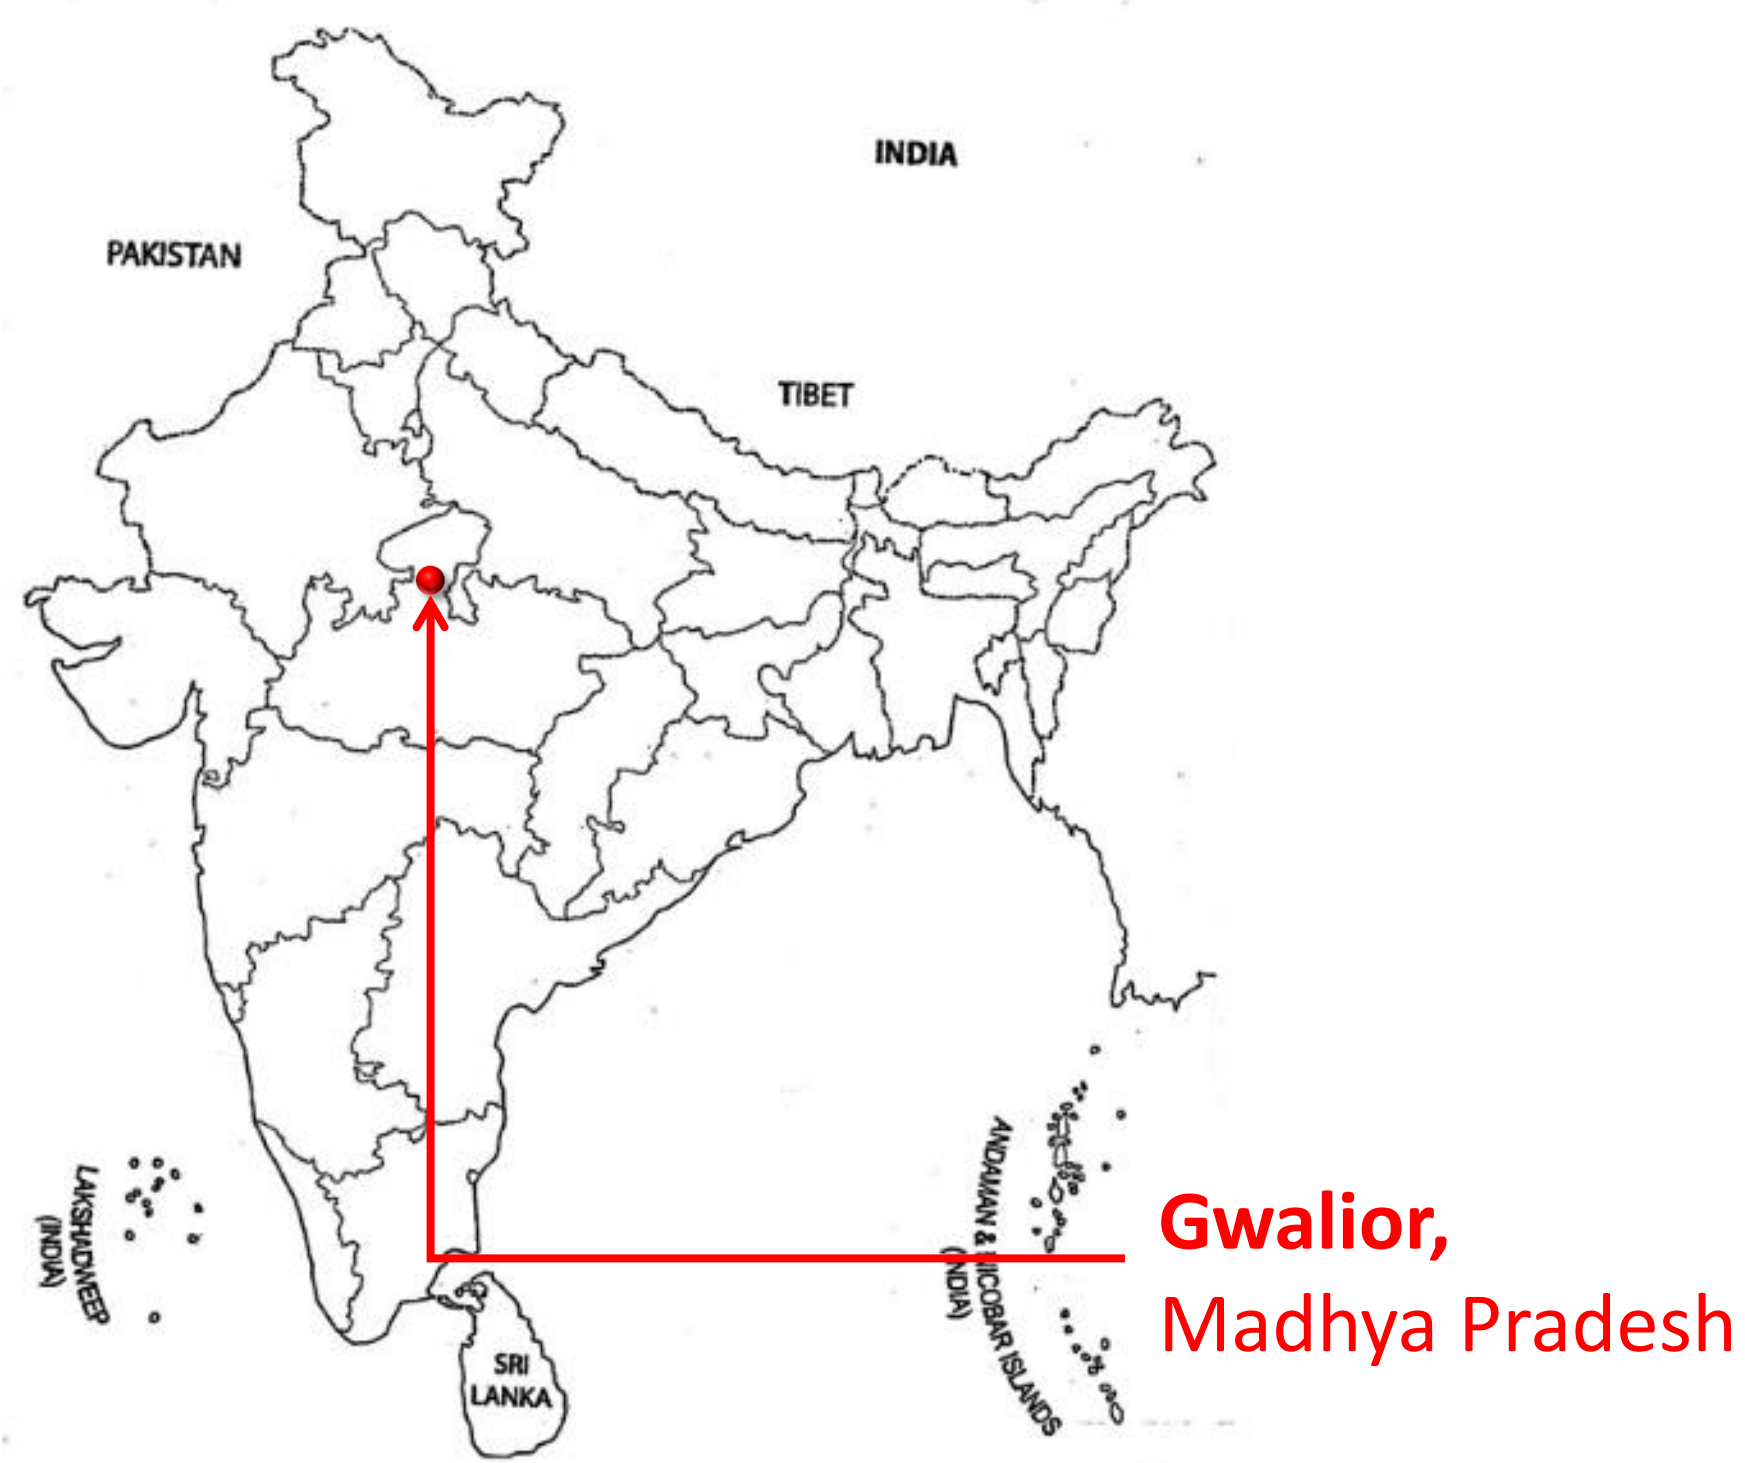 INDIA
PAKISTAN
TIBET
LAKSHADWEEP
(INDIA)
ANDAMAN & NICOBAR ISLANDS
(INDIA)
Gwalior,
Madhya Pradesh
SRI
LANKA